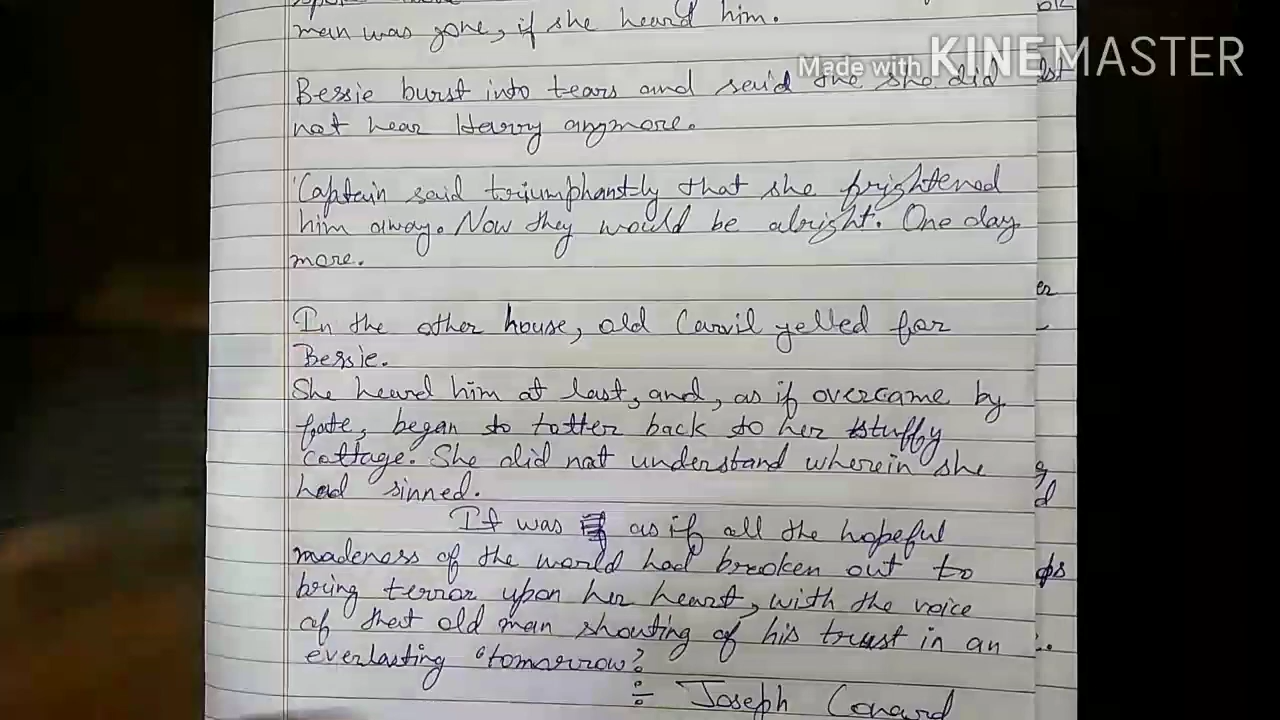 man was gone, if she heard him.
Made with KINEMASTER
Bessie burst into tears and said she she did
not hear Harry anymore.
'Captain said triumphantly that she frightened
him away. Now they would be alright. One day
more.
In the other house, old Carvil yelled for
Bessie.
She heard him at last, and, as if overcame by
fate, began to totter back to her stuffy
cottage. She did not understand wherein she
had sinned.
It was as if all the hopeful
madeness of the world had brooken out to
bring terror upon her heart, with the voice
of that old man shouting of his trust in an
everlasting 'tomorrow?
÷ Joseph Conard